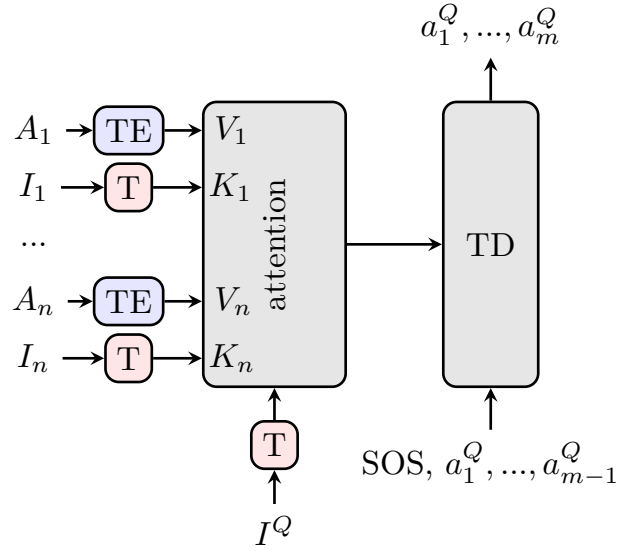 a_1^Q, ..., a_m^Q
A_1 TE V_1
I_1 T K_1
...
attention
TD
A_n TE V_n
I_n T K_n
T
SOS, a_1^Q, ..., a_{m-1}^Q
I^Q